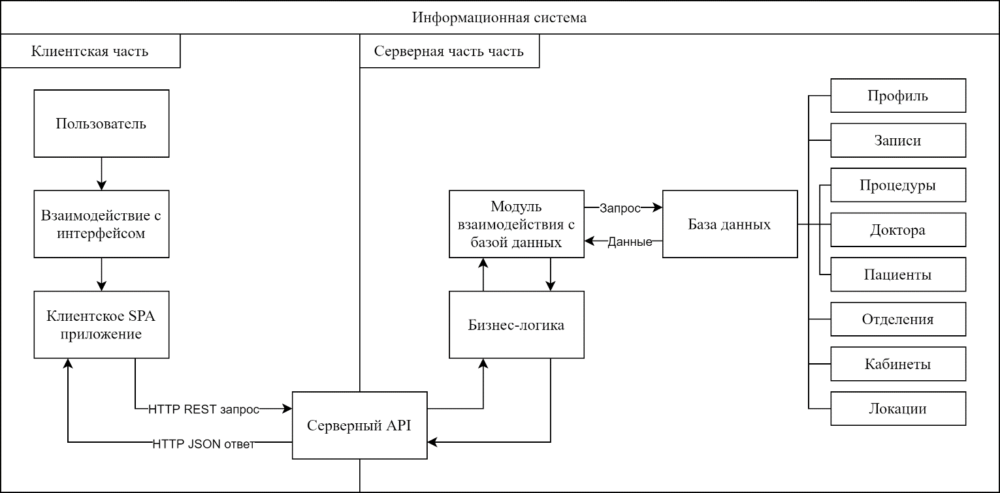 Информационная система
Клиентская часть
Серверная часть часть
Пользователь
Взаимодействие с
интерфейсом
Клиентское SPA
приложение
HTTP REST запрос
HTTP JSON ответ
Серверный API
Модуль
взаимодействия с
базой данных
Бизнес-логика
Запрос
Данные
База данных
Профиль
Записи
Процедуры
Доктора
Пациенты
Отделения
Кабинеты
Локации